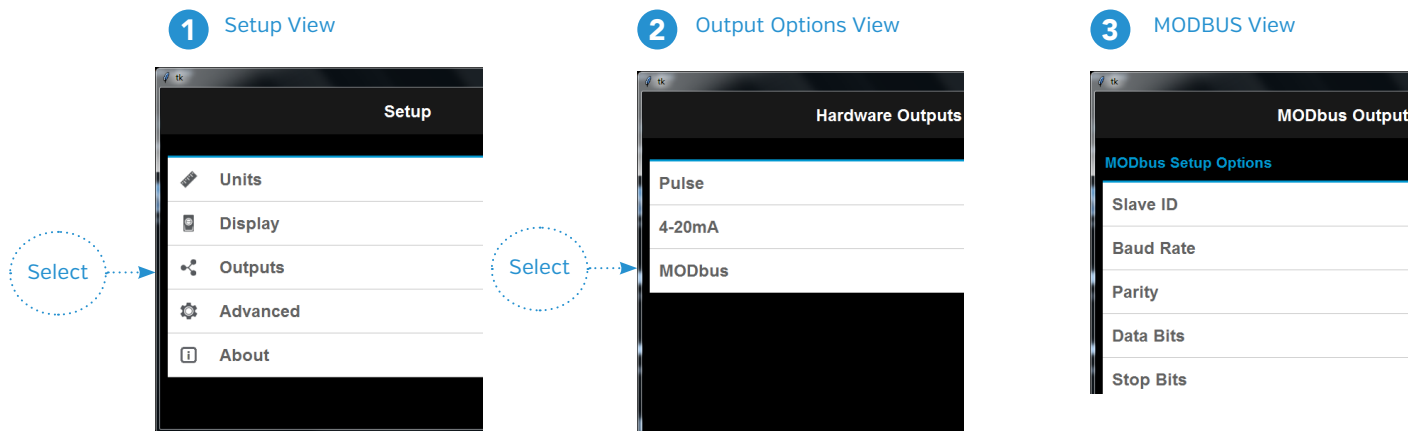 1 Setup View
tk
Setup
Units
Display
Outputs
Advanced
About
Select
2 Output Options View
tk
Hardware Outputs
Pulse
4-20mA
MODbus
Select
3 MODBUS View
tk
MODbus Output
MODbus Setup Options
Slave ID
Baud Rate
Parity
Data Bits
Stop Bits